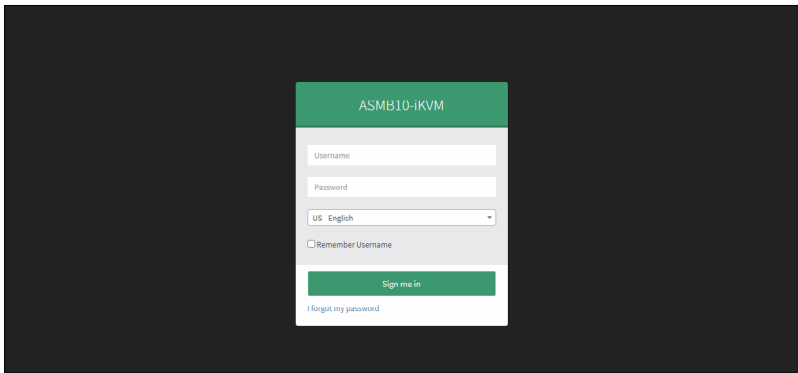 ASMB10-iKVM
Username
Password
US English
Remember Username
Sign me in
I forgot my password